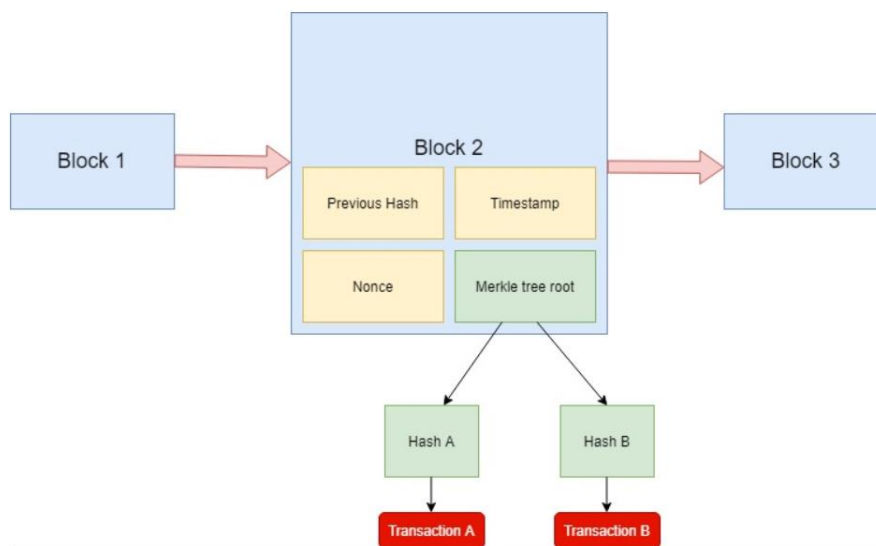 Block 1
Block 2
Block 3
Previous Hash
Timestamp
Nonce
Merkle tree root
Hash A
Hash B
Transaction A
Transaction B